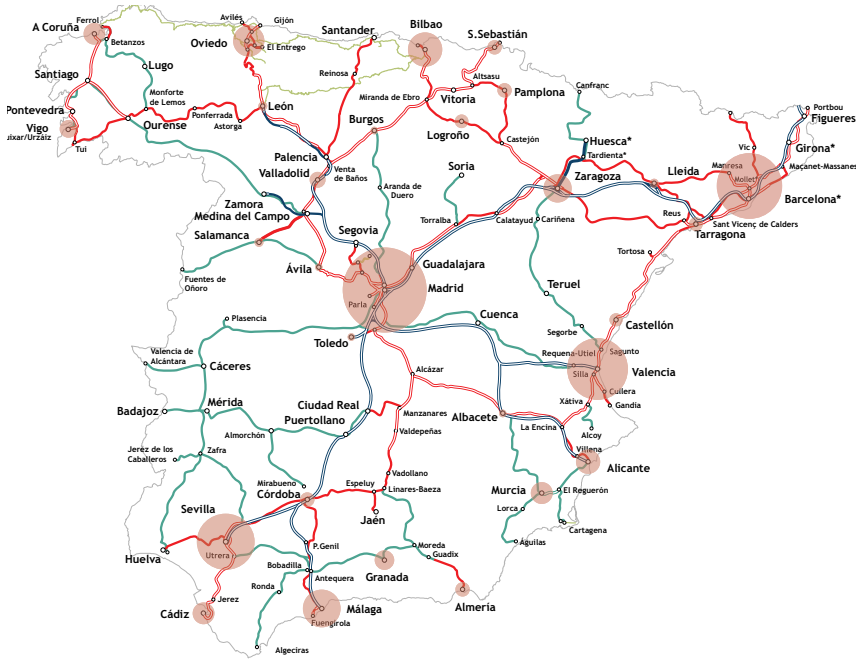 Ferrol
A Coruña
Betanzos
Avilés
Gijón
Oviedo
El Entrego
Santander
Bilbao
S.Sebastián
Lugo
Santiago
Reinosa
Altsasu
Canfranc
Monforte
de Lemos
Ponferrada
Astorga
León
Miranda de Ebro
Vitoria
Pamplona
Portbou
Figueres
Pontevedra
Vigo
uixar/Urzáiz
Tui
Ourense
Burgos
Logroño
Castejón
Huesca*
Tardienta*
Vic
Girona*
Palencia
Valladolid
Venta
de Baños
Soria
Zaragoza
Lleida
Manresa
Mollet
Maçanet-Massanes
Barcelona*
Aranda de
Duero
Zamora
Medina del Campo
Salamanca
Segovia
Torralba
Calatayud
Cariñena
Reus
Sant Vicenç de Calders
Tarragona
Fuentes de
Oñoro
Ávila
Guadalajara
Madrid
Parla
Tortosa
Teruel
Plasencia
Toledo
Cuenca
Segorbe
Castellón
Sagunto
Requena-Utiel
Valencia
Silla
Valencia de
Alcántara
Cáceres
Alcázar
Cullera
Gandía
Xátiva
Badajoz
Mérida
Ciudad Real
Puertollano
Manzanares
Albacete
Almorchón
Valdepeñas
La Encina
Alcoy
Villena
Jeréz de los
Caballeros
Zafra
Alicante
Mirabueno
Vadollano
Espeluy
Linares-Baeza
Córdoba
Murcia
El Reguerón
Lorca
Sevilla
Jaén
Cartagena
Águilas
Huelva
Utrera
P.Genil
Moreda
Guadix
Bobadilla
Antequera
Granada
Ronda
Jerez
Cádiz
Málaga
Fuengirola
Almería
Algeciras